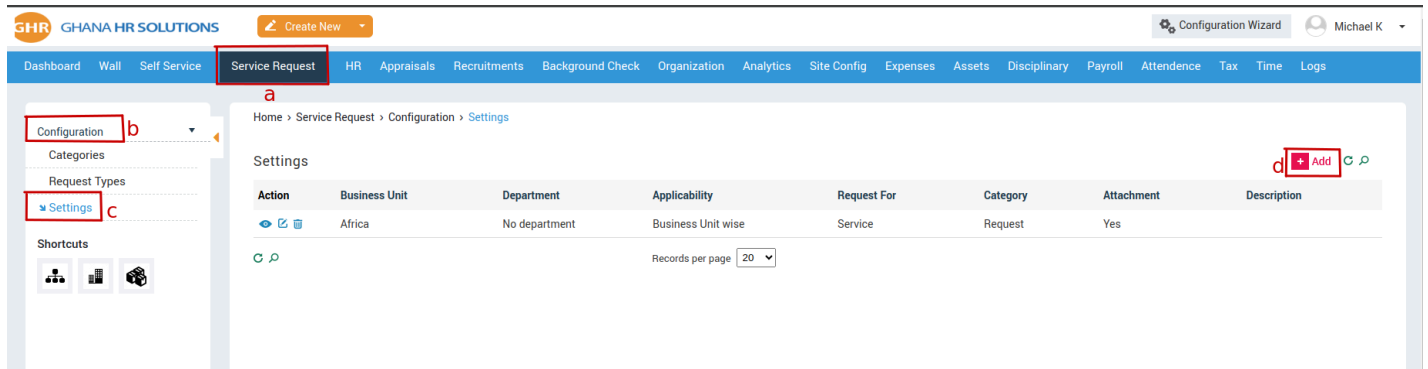 GHR GHANA HR SOLUTIONS Create New Configuration Wizard Michael K
Dashboard Wall Self Service Service Request HR Appraisals Recruitments Background Check Organization Analytics Site Config Expenses Assets Disciplinary Payroll Attendence Tax Time Logs
a
Home › Service Request › Configuration › Settings
Configuration b
Categories
Request Types
Settings c
Shortcuts
Settings
d + Add
Action Business Unit Department Applicability Request For Category Attachment Description
Africa No department Business Unit wise Service Request Yes
Records per page 20